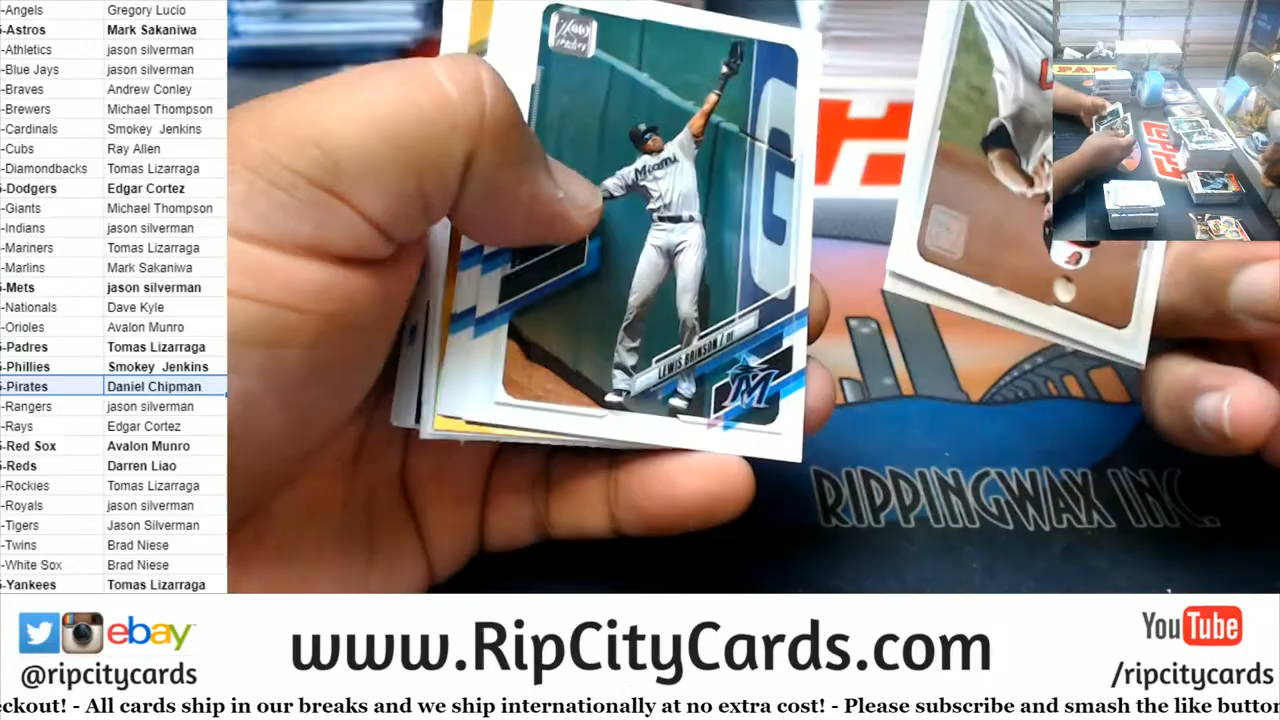 -Angels Gregory Lucio
-Astros Mark Sakaniwa
-Athletics jason silverman
-Blue Jays jason silverman
-Braves Andrew Conley
-Brewers Michael Thompson
-Cardinals Smokey Jenkins
-Cubs Ray Allen
-Diamondbacks Tomas Lizarraga
-Dodgers Edgar Cortez
-Giants Michael Thompson
-Indians jason silverman
-Mariners Tomas Lizarraga
-Marlins Mark Sakaniwa
-Mets jason silverman
-Nationals Dave Kyle
-Orioles Avalon Munro
-Padres Tomas Lizarraga
-Phillies Smokey Jenkins
-Pirates Daniel Chipman
-Rangers jason silverman
-Rays Edgar Cortez
-Red Sox Avalon Munro
-Reds Darren Liao
-Rockies Tomas Lizarraga
-Royals jason silverman
-Tigers Jason Silverman
-Twins Brad Niese
-White Sox Brad Niese
-Yankees Tomas Lizarraga
Miami
LEWIS BRINSON / OF
M
TOPPS
RIPPINGWAX INC.
ebay
@ripcitycards
www.RipCityCards.com
YouTube
/ripcitycards
eckout! - All cards ship in our breaks and we ship internationally at no extra cost! - Please subscribe and smash the like button